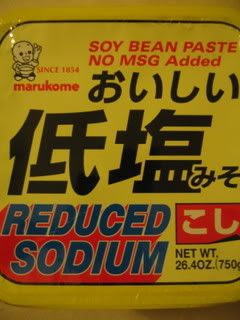 SOY BEAN PASTE
NO MSG Added
SINCE 1854
marukome
おいしい
低塩みそ
REDUCED
SODIUM
こし
NET WT.
26.4OZ.(750g